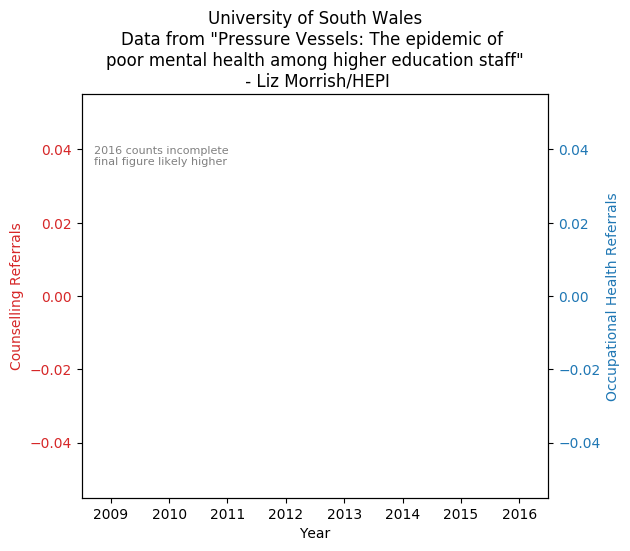 University of South Wales
Data from "Pressure Vessels: The epidemic of
poor mental health among higher education staff"
- Liz Morrish/HEPI
2016 counts incomplete
final figure likely higher
Counselling Referrals
0.04
0.02
0.00
−0.02
−0.04
0.04
0.02
0.00
−0.02
−0.04
Occupational Health Referrals
2009 2010 2011 2012 2013 2014 2015 2016
Year